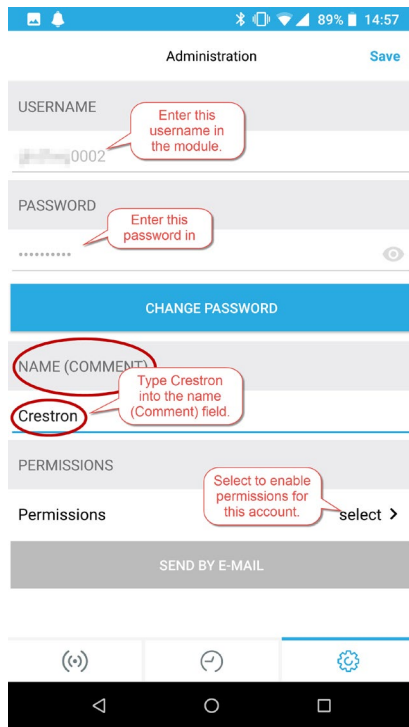 89% 14:57
Administration Save
USERNAME
Enter this
username in
the module.
0002
PASSWORD
Enter this
password in
••••••••••
CHANGE PASSWORD
NAME (COMMENT)
Type Crestron
into the name
(Comment) field.
Crestron
PERMISSIONS
Select to enable
permissions for
this account.
Permissions select >
SEND BY E-MAIL